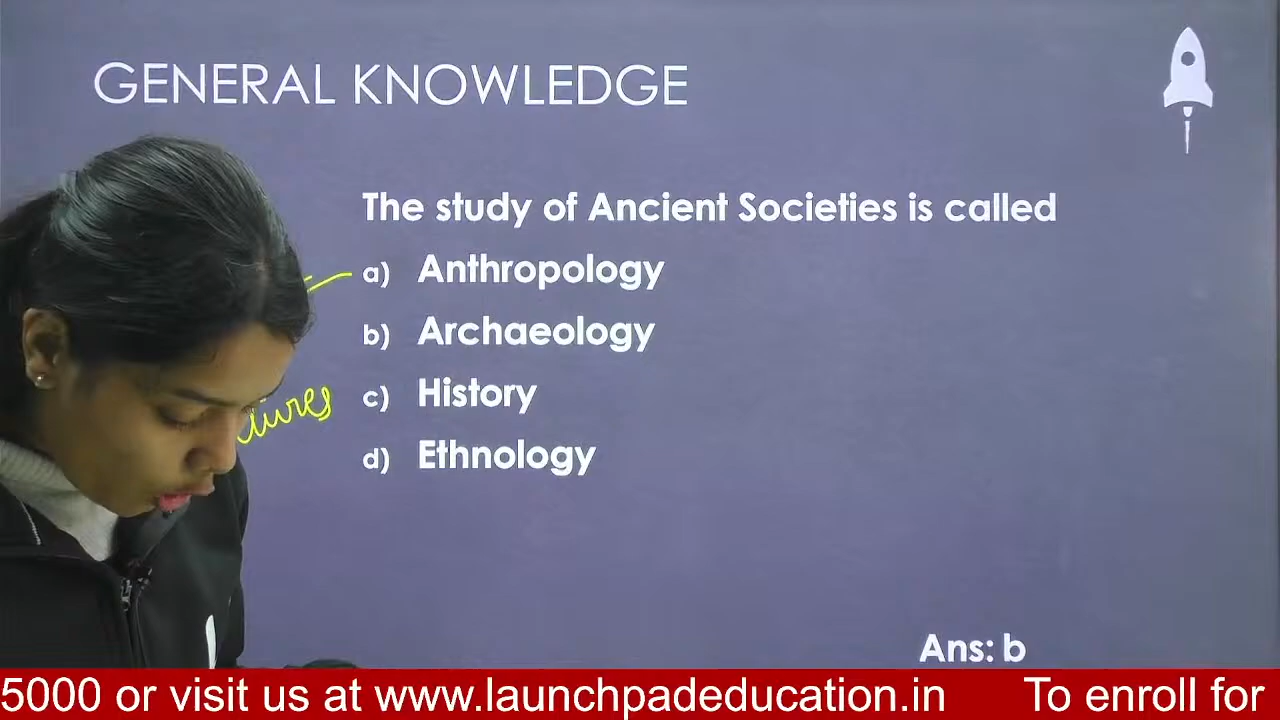 GENERAL KNOWLEDGE
The study of Ancient Societies is called
a) Anthropology
b) Archaeology
c) History
d) Ethnology
Ans: b
5000 or visit us at www.launchpadeducation.in To enroll for